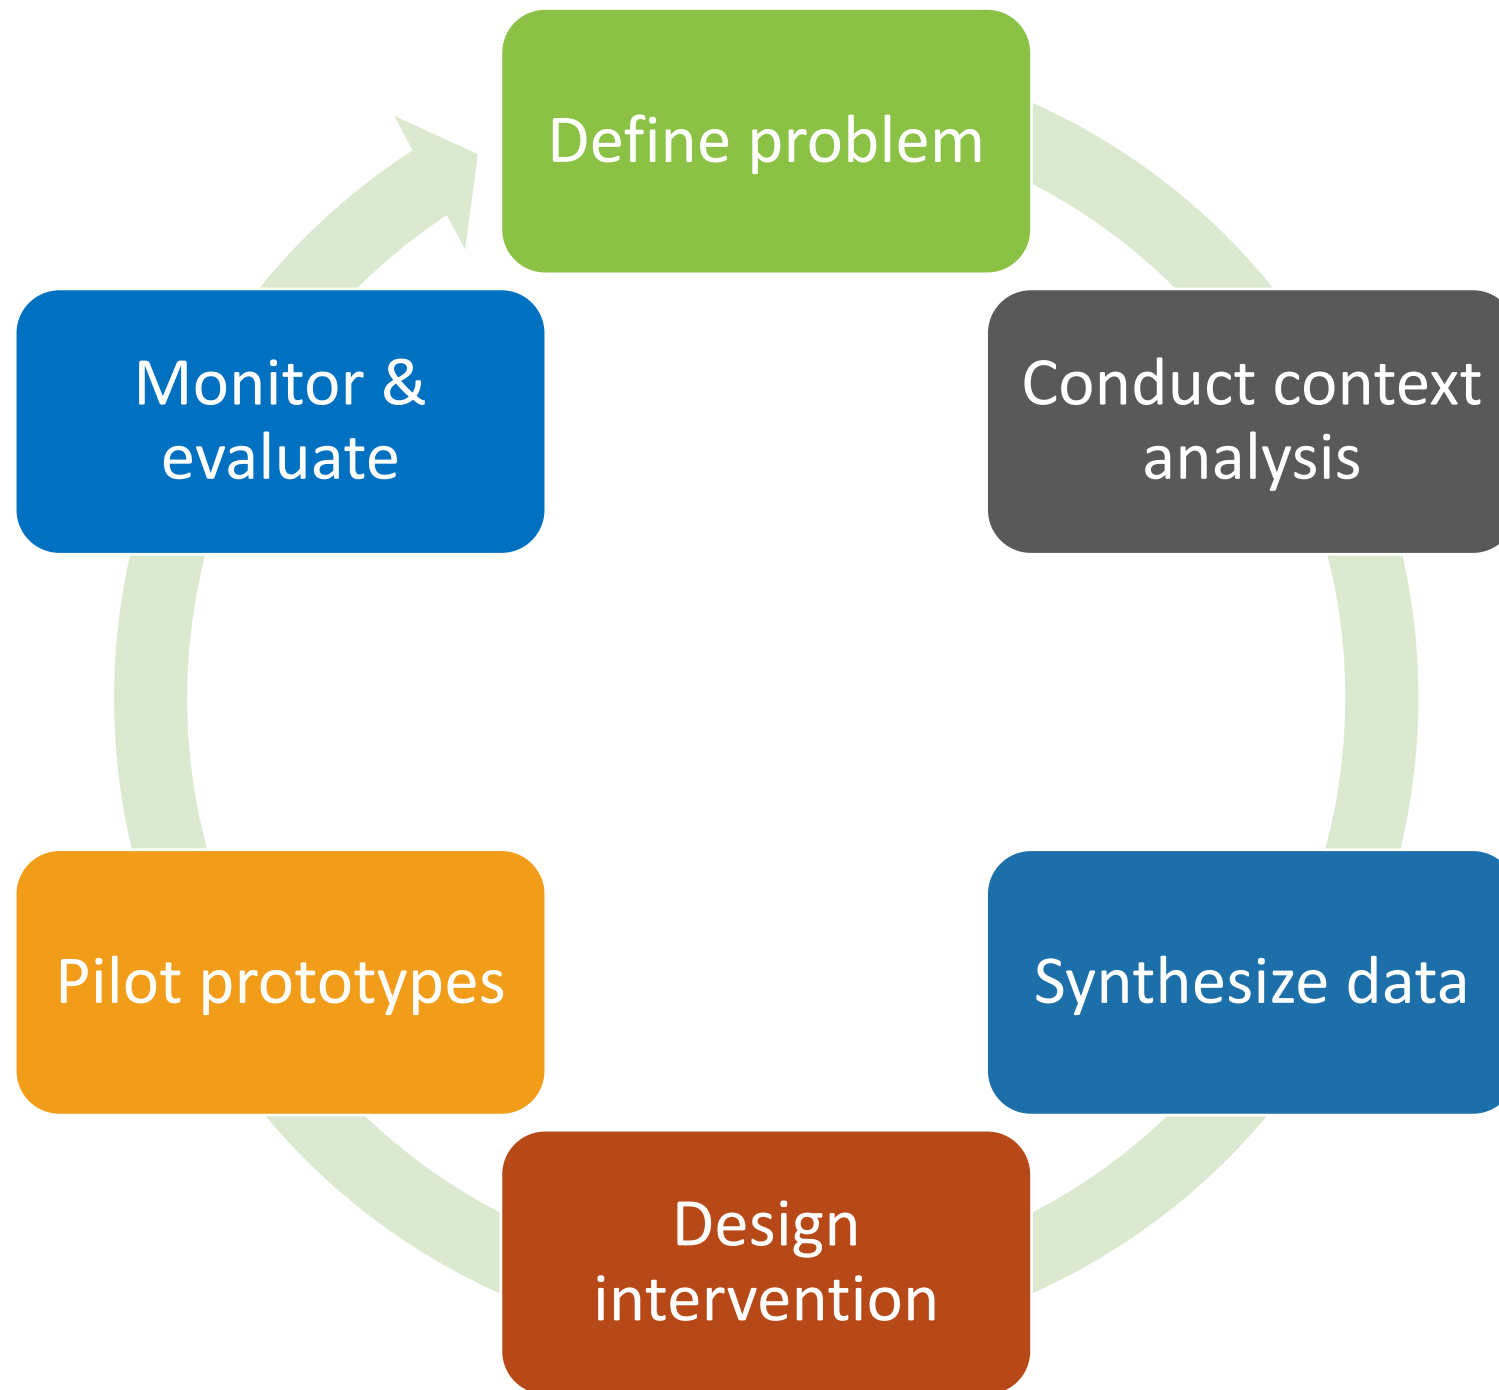 Define problem
Conduct context
analysis
Synthesize data
Design
intervention
Pilot prototypes
Monitor &
evaluate